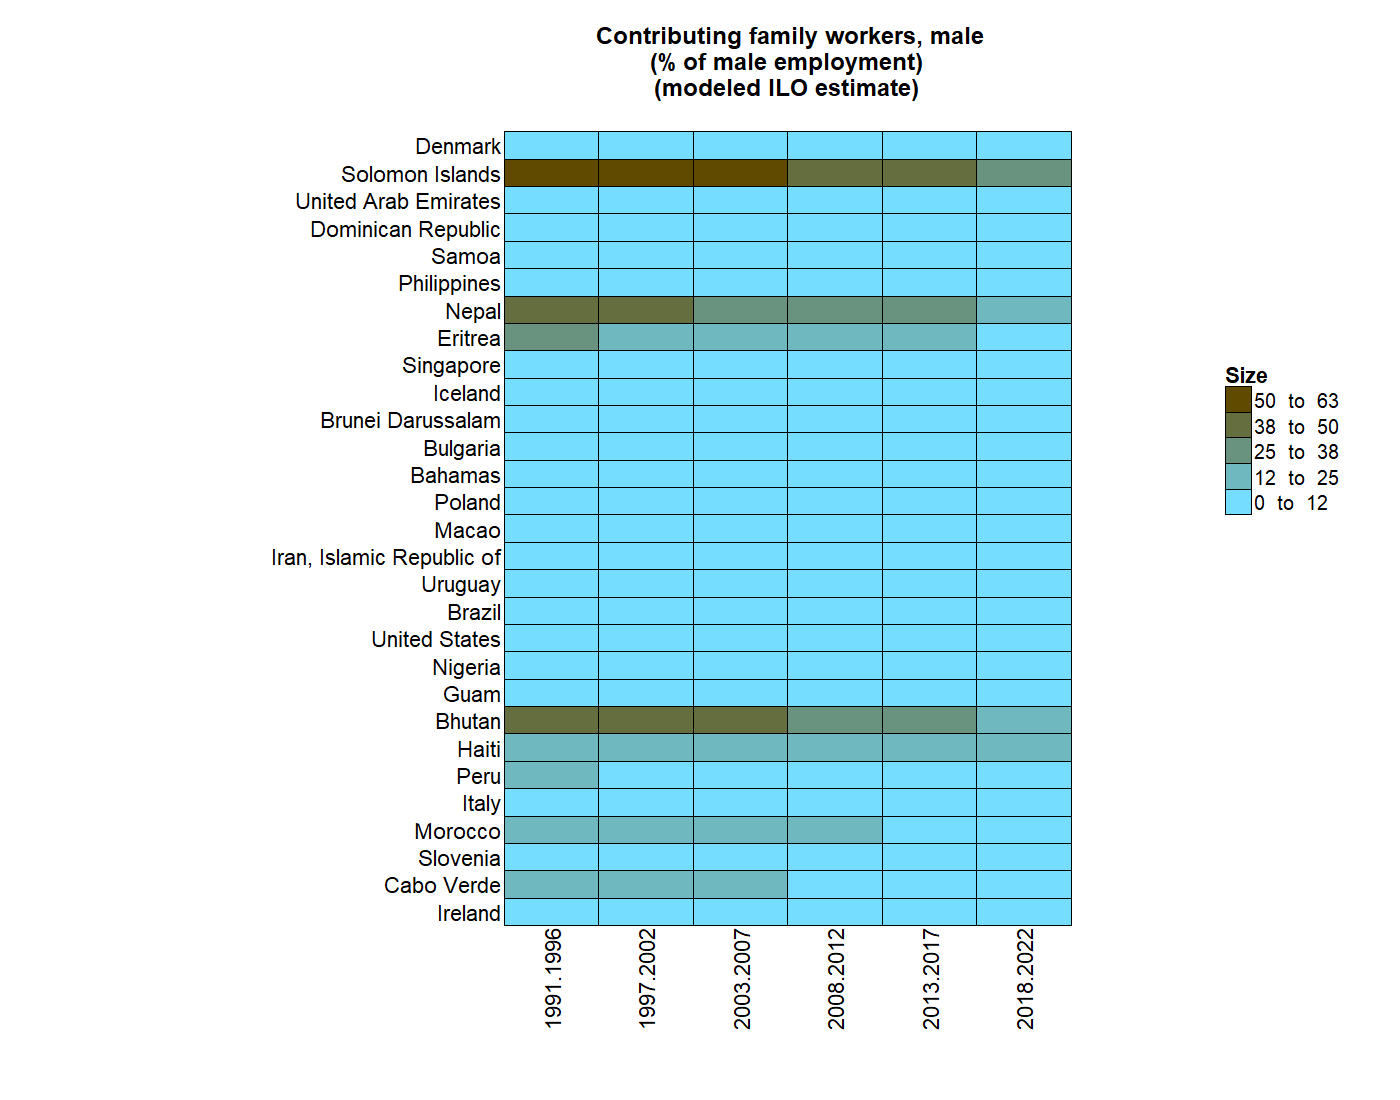 Contributing family workers, male
(% of male employment)
(modeled ILO estimate)
Denmark
Solomon Islands
United Arab Emirates
Dominican Republic
Samoa
Philippines
Nepal
Eritrea
Singapore
Iceland
Brunei Darussalam
Bulgaria
Bahamas
Poland
Macao
Iran, Islamic Republic of
Uruguay
Brazil
United States
Nigeria
Guam
Bhutan
Haiti
Peru
Italy
Morocco
Slovenia
Cabo Verde
Ireland
1991.1996
1997.2002
2003.2007
2008.2012
2013.2017
2018.2022
Size
50 to 63
38 to 50
25 to 38
12 to 25
0 to 12